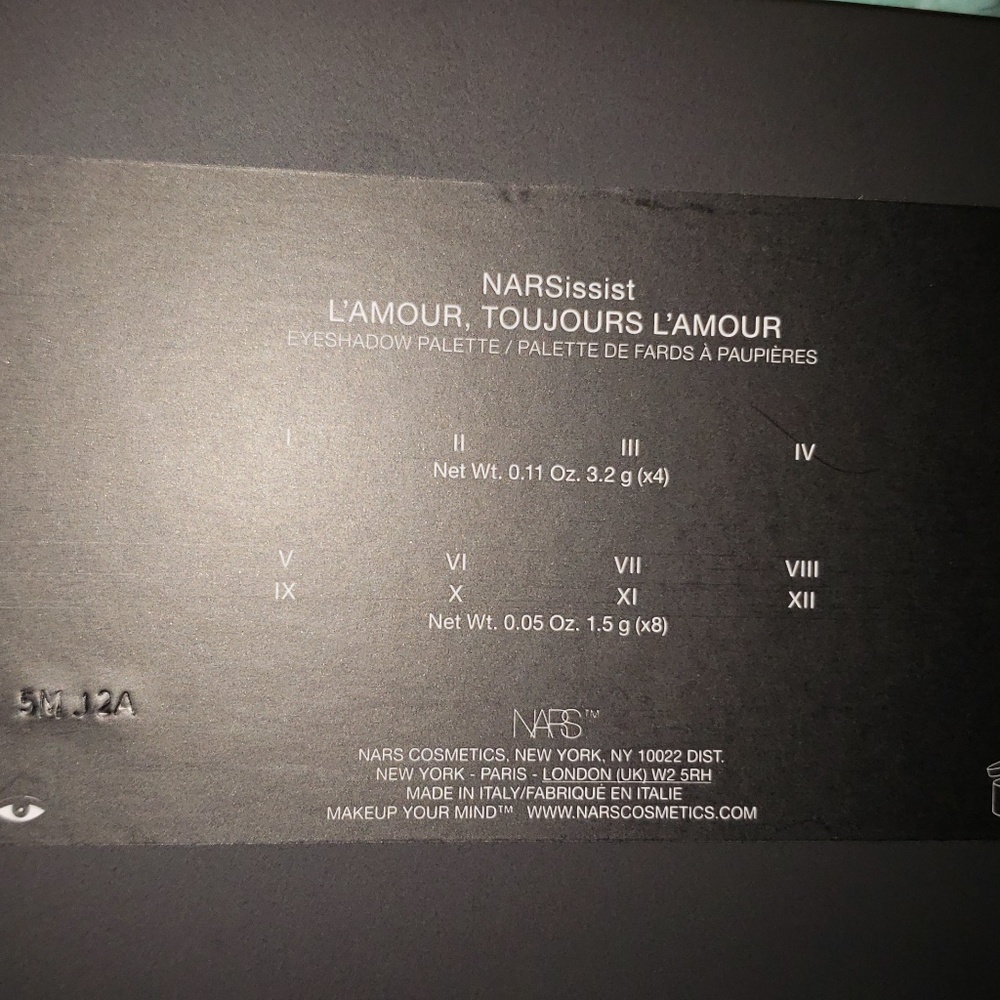 NARSissist
L'AMOUR, TOUJOURS L'AMOUR
EYESHADOW PALETTE / PALETTE DE FARDS À PAUPIÈRES
I II III IV
Net Wt. 0.11 Oz. 3.2 g (x4)
V VI VII VIII
IX X XI XII
Net Wt. 0.05 Oz. 1.5 g (x8)
5M J2A
NARS™
NARS COSMETICS, NEW YORK, NY 10022 DIST.
NEW YORK - PARIS - LONDON (UK) W2 5RH
MADE IN ITALY/FABRIQUÉ EN ITALIE
MAKEUP YOUR MIND™ WWW.NARSCOSMETICS.COM